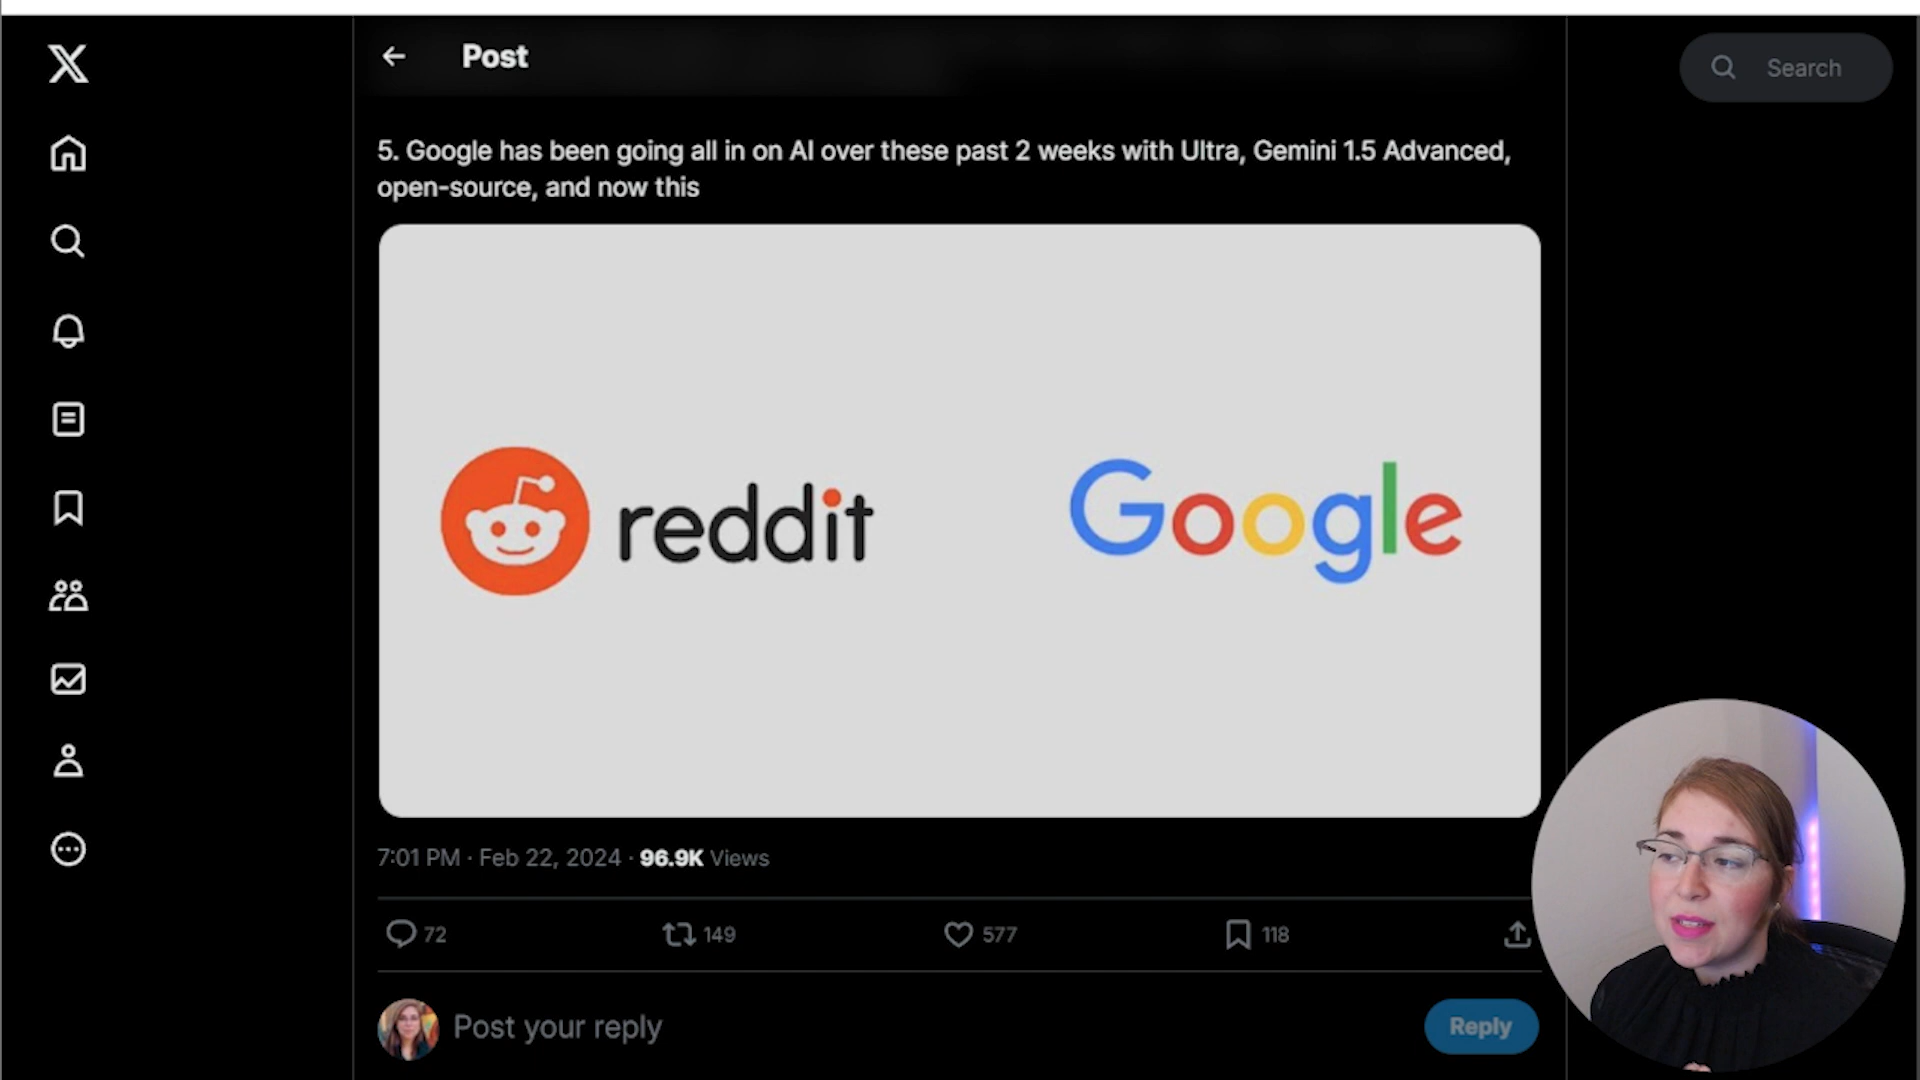 Post
Search
5. Google has been going all in on AI over these past 2 weeks with Ultra, Gemini 1.5 Advanced,
open-source, and now this
reddit
Google
7:01 PM · Feb 22, 2024 · 96.9K Views
72 149 577 118
Post your reply
Reply